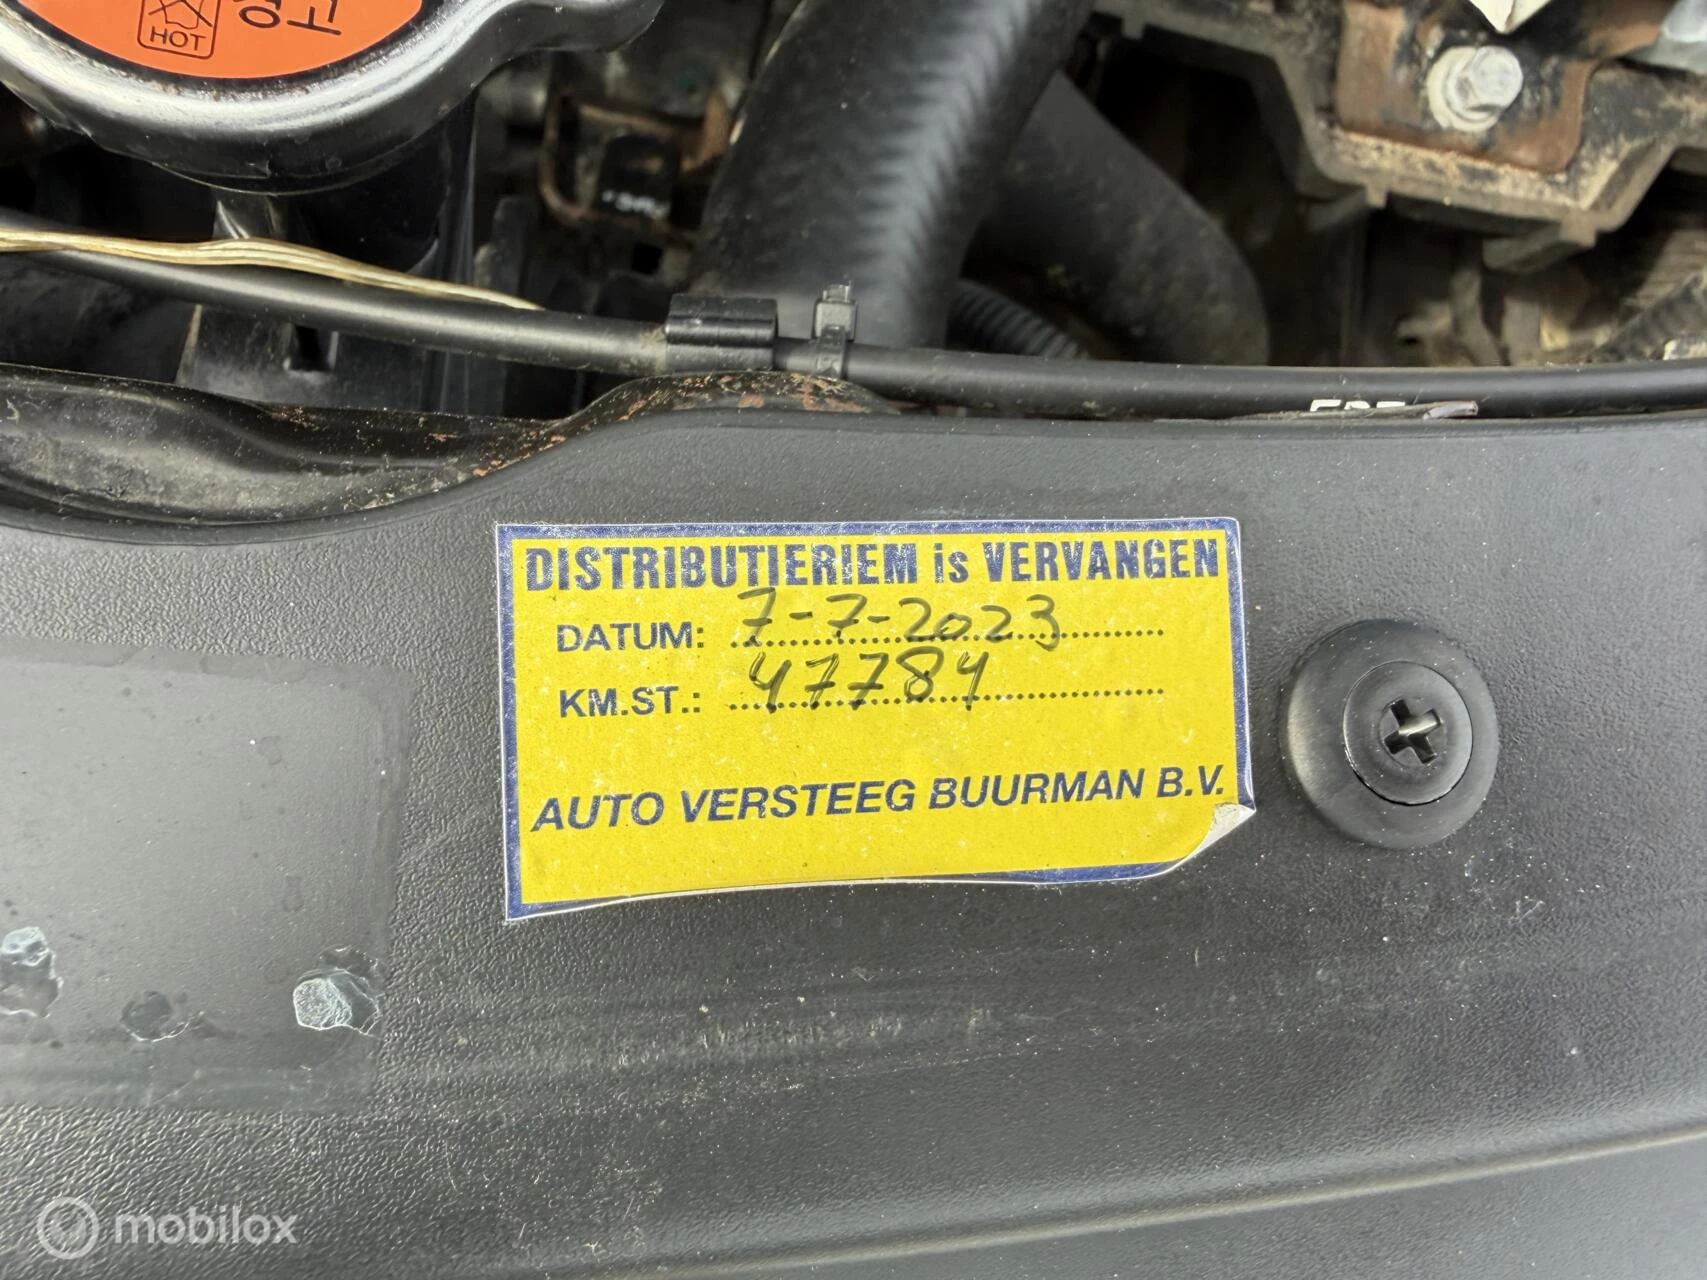 HOT
DISTRIBUTIERIEM is VERVANGEN
DATUM: 7-7-2023
KM.ST.: 47784
AUTO VERSTEEG BUURMAN B.V.
mobilox